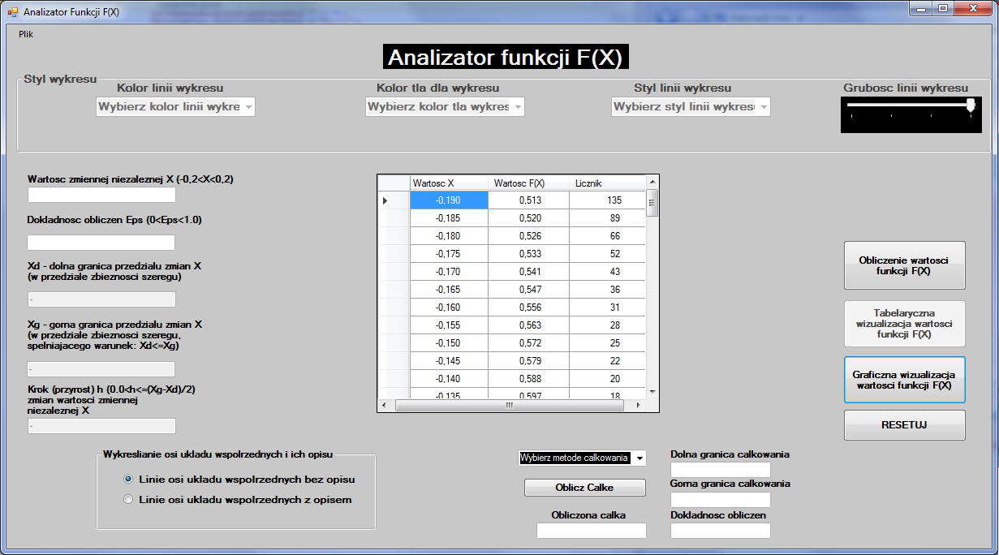 Analizator Funkcji F(X)
Plik
Analizator funkcji F(X)
Styl wykresu
Kolor linii wykresu
Kolor tla dla wykresu
Styl linii wykresu
Grubosc linii wykresu
Wybierz kolor linii wykre
Wybierz kolor tla wykres
Wybierz styl linii wykresu
Wartosc zmiennej niezaleznej X (-0,2<X<0,2)
Dokladnosc obliczen Eps (0<Eps<1.0)
Xd - dolna granica przedzialu zmian X
(w przedziale zbieznosci szeregu)
-
Xg - gorna granica przedzialu zmian X
(w przedziale zbieznosci szeregu,
spelniajacego warunek: Xd<=Xg)
-
Krok (przyrost) h (0.0<h<=(Xg-Xd)/2)
zmian wartosci zmiennej
niezaleznej X
-
Wartosc X Wartosc F(X) Licznik
-0,190 0,513 135
-0,185 0,520 89
-0,180 0,526 66
-0,175 0,533 52
-0,170 0,541 43
-0,165 0,547 36
-0,160 0,556 31
-0,155 0,563 28
-0,150 0,572 25
-0,145 0,579 22
-0,140 0,588 20
-0,135 0,597 18
Obliczenie wartosci
funkcji F(X)
Tabelaryczna
wizualizacja wartosci
funkcji F(X)
Graficzna wizualizacja
wartosci funkcji F(X)
RESETUJ
Wykreslianie osi ukladu wspolrzednych i ich opisu
Linie osi ukladu wspolrzednych bez opisu
Linie osi ukladu wspolrzednych z opisem
Wybierz metode calkowania
Oblicz Calke
Obliczona calka
Dolna granica calkowania
Gorna granica calkowania
Dokladnosc obliczen